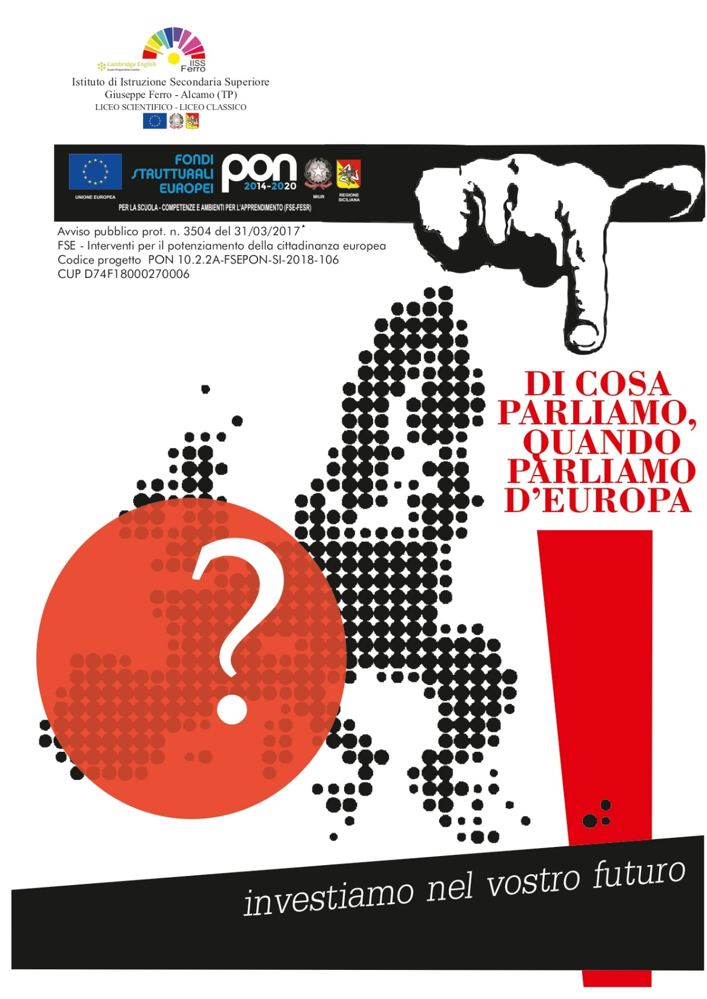 Cambridge English
Exam Preparation Centre
IISS
Ferro
Istituto di Istruzione Secondaria Superiore
Giuseppe Ferro - Alcamo (TP)
LICEO SCIENTIFICO - LICEO CLASSICO
FONDI
STRUTTURALI
EUROPEI
pon
2014-2020
UNIONE EUROPEA
MIUR
REGIONE
SICILIANA
PER LA SCUOLA - COMPETENZE E AMBIENTI PER L'APPRENDIMENTO (FSE-FESR)
Avviso pubblico prot. n. 3504 del 31/03/2017
FSE - Interventi per il potenziamento della cittadinanza europea
Codice progetto PON 10.2.2A-FSEPON-SI-2018-106
CUP D74F18000270006
DI COSA
PARLIAMO,
QUANDO
PARLIAMO
D'EUROPA
?
investiamo nel vostro futuro